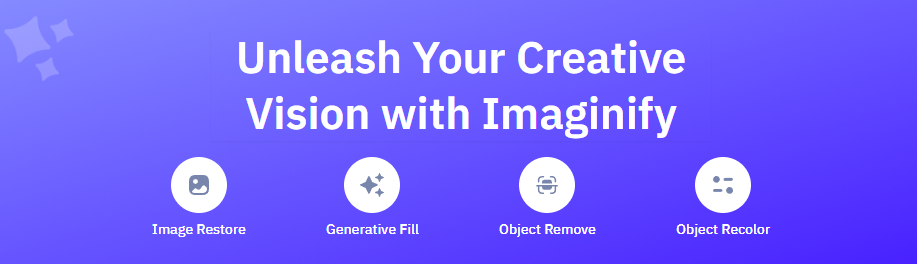 Unleash Your Creative
Vision with Imaginify
Image Restore
Generative Fill
Object Remove
Object Recolor